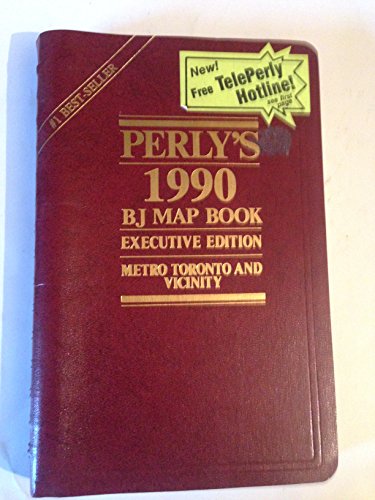 #1 BEST-SELLER
New!
Free TelePerly
Hotline!
see first
page
PERLY'S
1990
BJ MAP BOOK
EXECUTIVE EDITION
METRO TORONTO AND
VICINITY